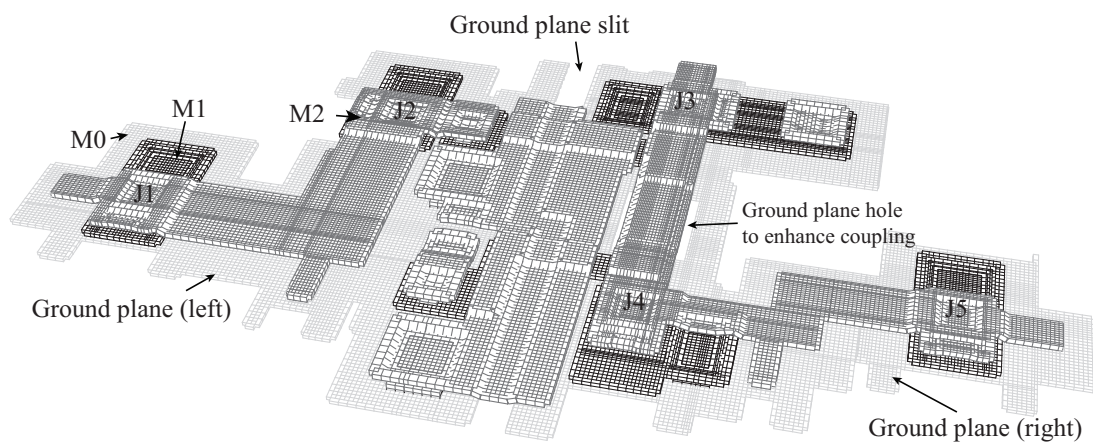 Ground plane slit
M1
M0
M2
J2
J3
J1
Ground plane hole
to enhance coupling
Ground plane (left)
J4
J5
Ground plane (right)